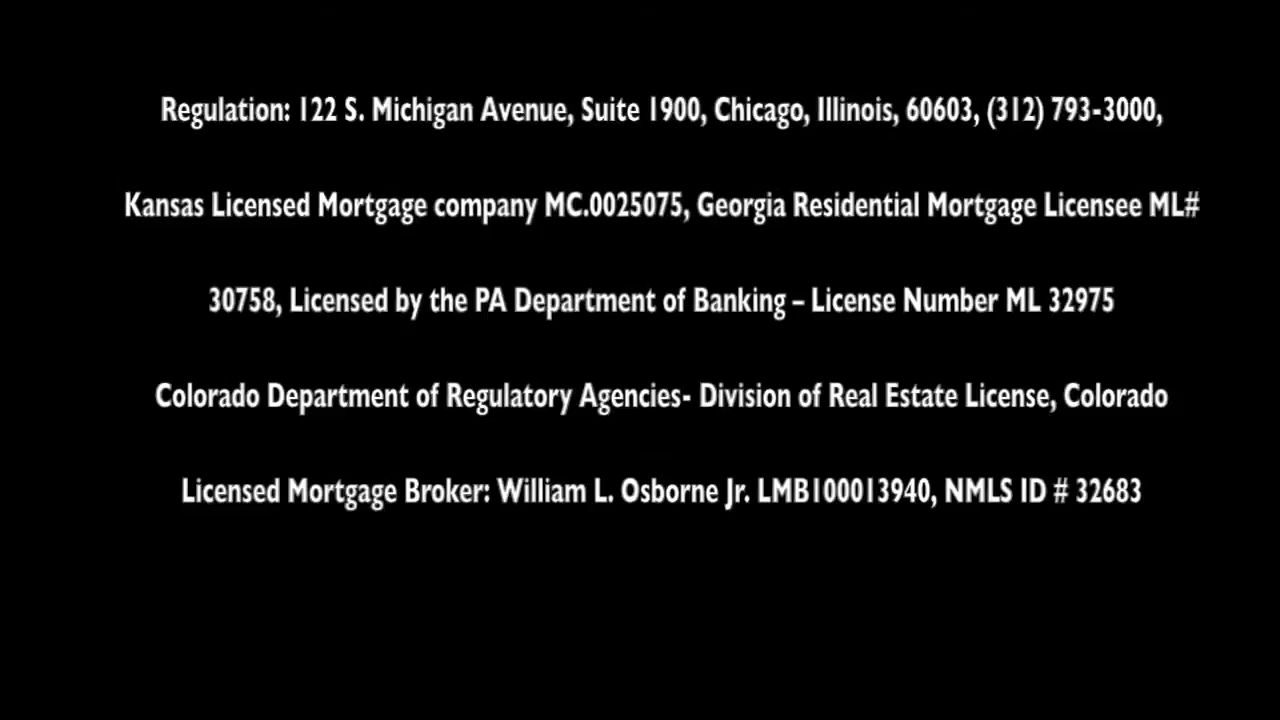 Regulation: 122 S. Michigan Avenue, Suite 1900, Chicago, Illinois, 60603, (312) 793-3000,
Kansas Licensed Mortgage company MC.0025075, Georgia Residential Mortgage Licensee ML#
30758, Licensed by the PA Department of Banking – License Number ML 32975
Colorado Department of Regulatory Agencies- Division of Real Estate License, Colorado
Licensed Mortgage Broker: William L. Osborne Jr. LMB100013940, NMLS ID # 32683